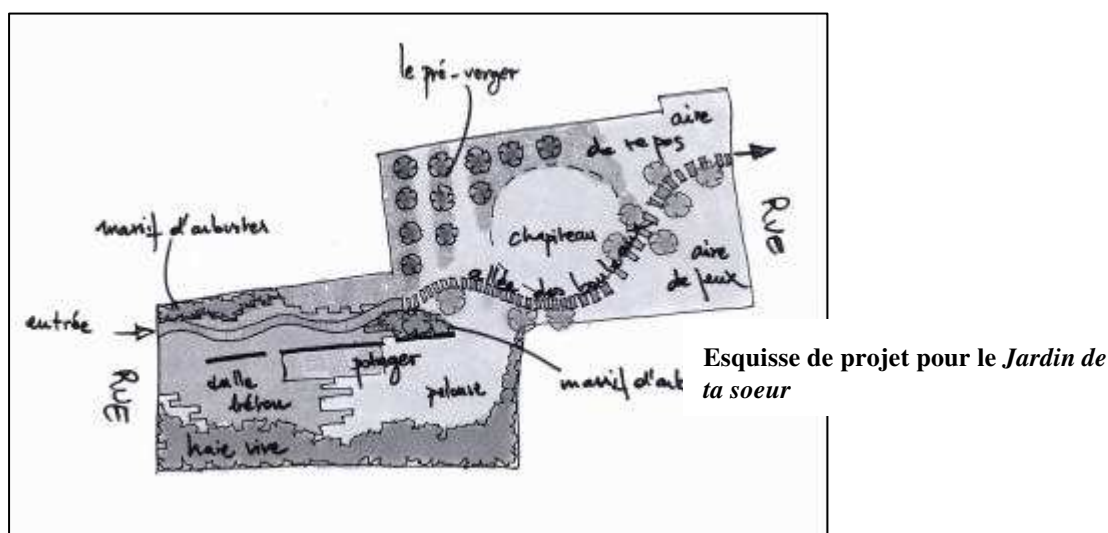 le pré-verger
aire
de repos
RUE
massif d'arbustes
chapiteau
allée des bouleaux
aire
de jeux
entrée
RUE
potager
dalle
béton
pelouse
massif d'arb
haie vive
Esquisse de projet pour le Jardin de
ta soeur